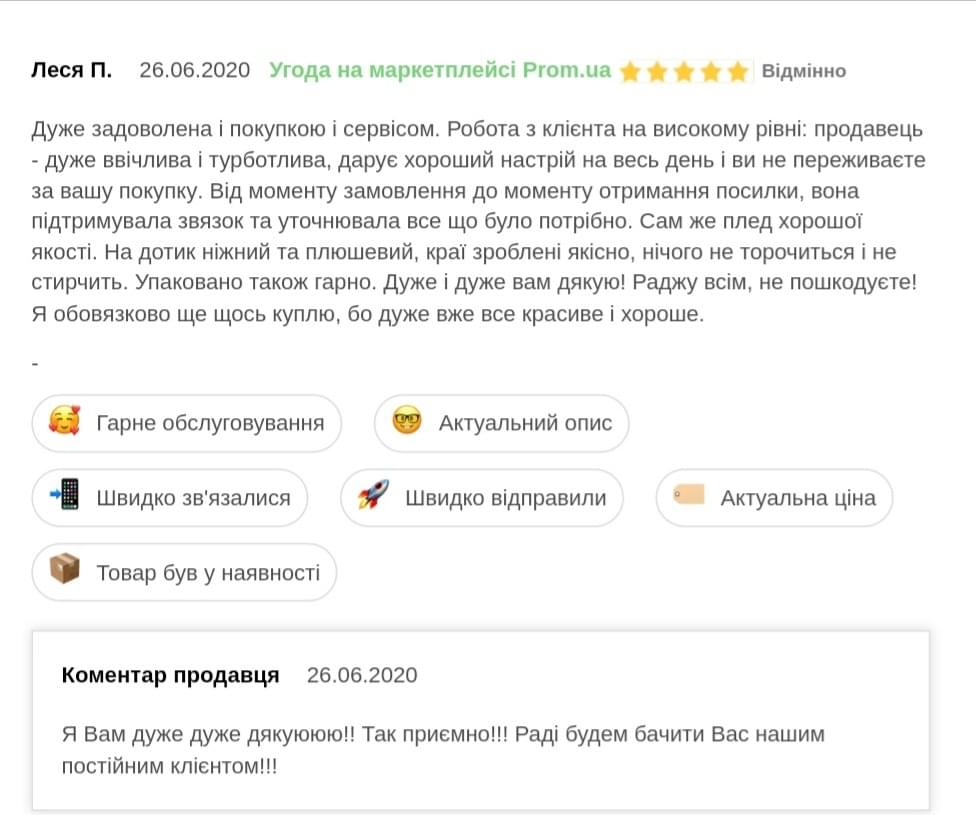 Леся П. 26.06.2020 Угода на маркетплейсі Prom.ua Відмінно
Дуже задоволена і покупкою і сервісом. Робота з клієнта на високому рівні: продавець
- дуже ввічлива і турботлива, дарує хороший настрій на весь день і ви не переживаєте
за вашу покупку. Від моменту замовлення до моменту отримання посилки, вона
підтримувала звязок та уточнювала все що було потрібно. Сам же плед хорошої
якості. На дотик ніжний та плюшевий, краї зроблені якісно, нічого не торочиться і не
стирчить. Упаковано також гарно. Дуже і дуже вам дякую! Раджу всім, не пошкодуєте!
Я обовязково ще щось куплю, бо дуже вже все красиве і хороше.
-
Гарне обслуговування Актуальний опис
Швидко зв'язалися Швидко відправили Актуальна ціна
Товар був у наявності
Коментар продавця 26.06.2020
Я Вам дуже дуже дякуююю!! Так приємно!!! Раді будем бачити Вас нашим
постійним клієнтом!!!